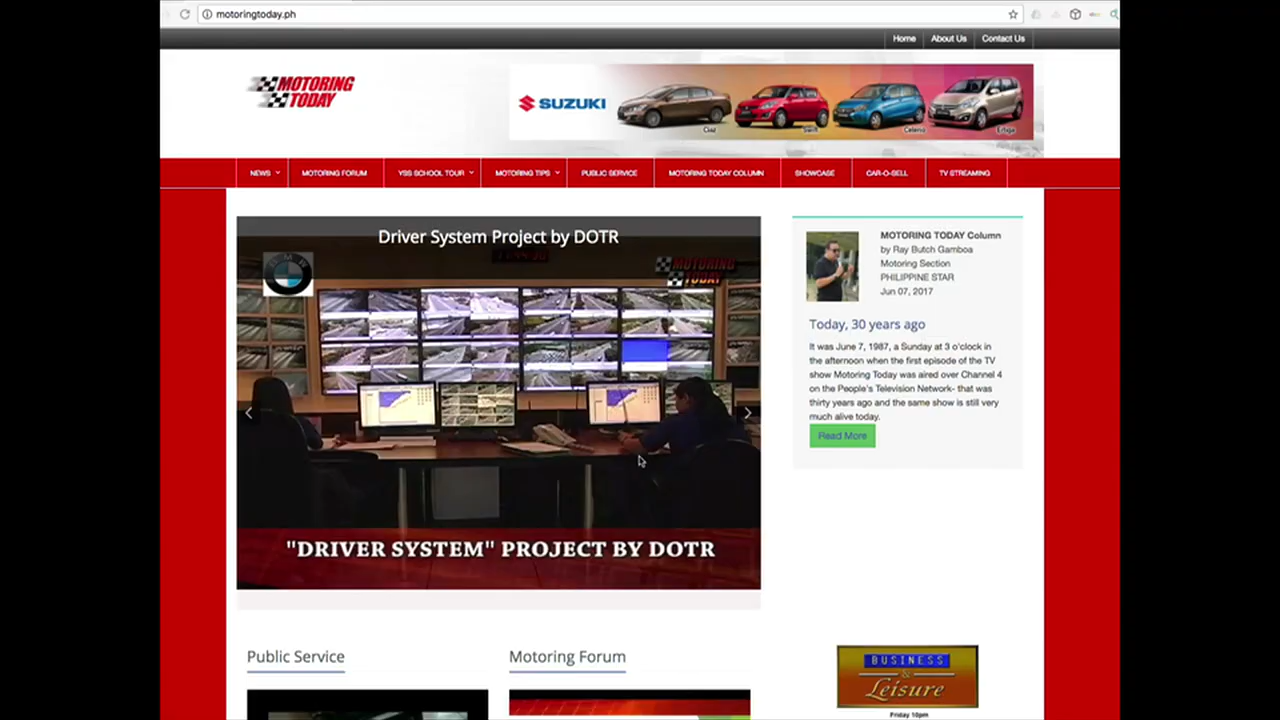 motoringtoday.ph
Home
About Us
Contact Us
MOTORING
TODAY
SUZUKI
Ciaz
Swift
Celerio
Ertiga
NEWS
MOTORING FORUM
YSS SCHOOL TOUR
MOTORING TIPS
PUBLIC SERVICE
MOTORING TODAY COLUMN
SHOWCASE
CAR-O-SELL
TV STREAMING
Driver System Project by DOTR
BMW
MOTORING
TODAY
"DRIVER SYSTEM" PROJECT BY DOTR
MOTORING TODAY Column
by Ray Butch Gamboa
Motoring Section
PHILIPPINE STAR
Jun 07, 2017
Today, 30 years ago
It was June 7, 1987, a Sunday at 3 o'clock in
the afternoon when the first episode of the TV
show Motoring Today was aired over Channel 4
on the People's Television Network- that was
thirty years ago and the same show is still very
much alive today.
Read More
Public Service
Motoring Forum
BUSINESS
&
Leisure
Friday 10pm